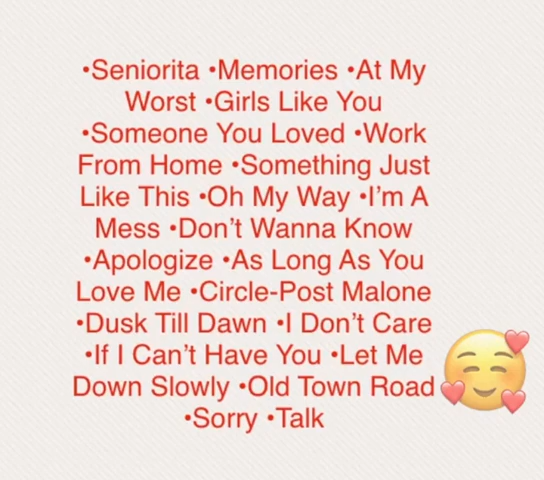 •Seniorita •Memories •At My
Worst •Girls Like You
•Someone You Loved •Work
From Home •Something Just
Like This •Oh My Way •I’m A
Mess •Don’t Wanna Know
•Apologize •As Long As You
Love Me •Circle-Post Malone
•Dusk Till Dawn •I Don’t Care
•If I Can’t Have You •Let Me
Down Slowly •Old Town Road
•Sorry •Talk